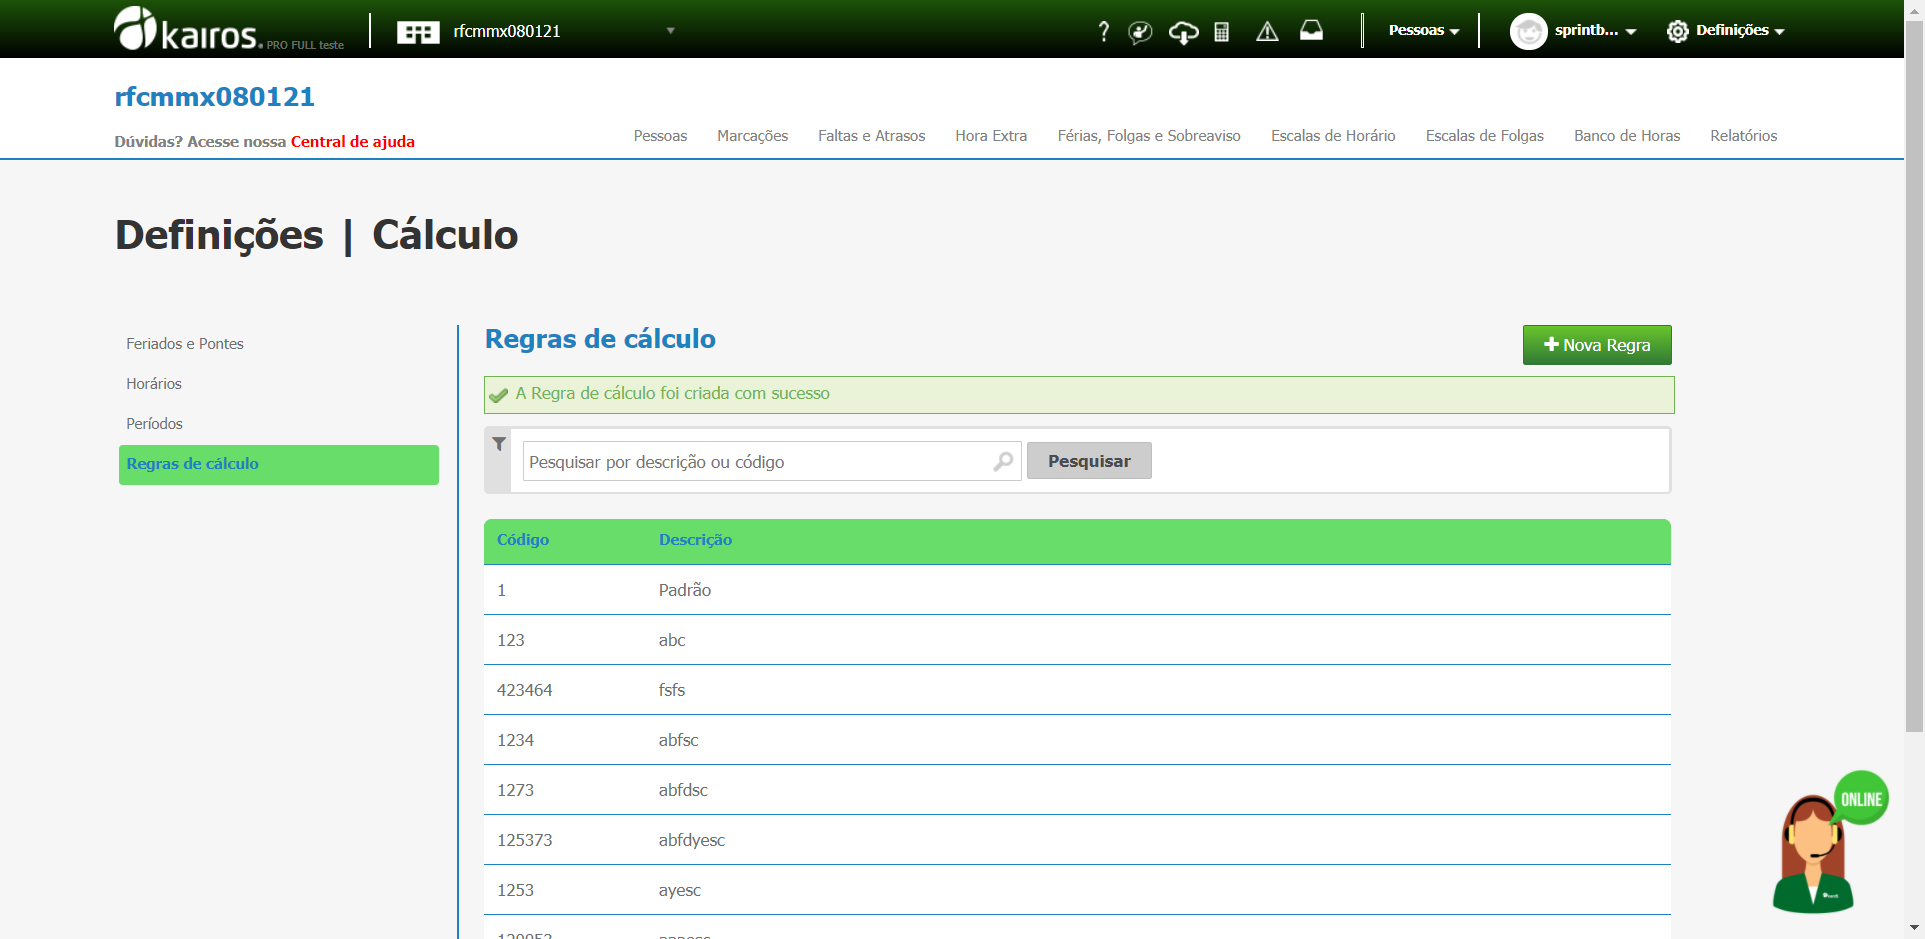 kairos. PRO FULL teste
rfcmmx080121
?
Pessoas
sprintb...
Definições
rfcmmx080121
Dúvidas? Acesse nossa Central de ajuda
Pessoas Marcações Faltas e Atrasos Hora Extra Férias, Folgas e Sobreaviso Escalas de Horário Escalas de Folgas Banco de Horas Relatórios
Definições | Cálculo
Feriados e Pontes
Horários
Períodos
Regras de cálculo
Regras de cálculo
Nova Regra
A Regra de cálculo foi criada com sucesso
Pesquisar por descrição ou código
Pesquisar
Código Descrição
1 Padrão
123 abc
423464 fsfs
1234 abfsc
1273 abfdsc
125373 abfdyesc
1253 ayesc
ONLINE